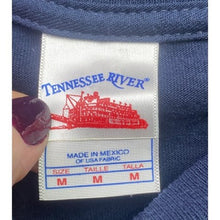 TENNESSEE RIVER®
MADE IN MEXICO
OF USA FABRIC
SIZE TAILLE TALLA
M M M